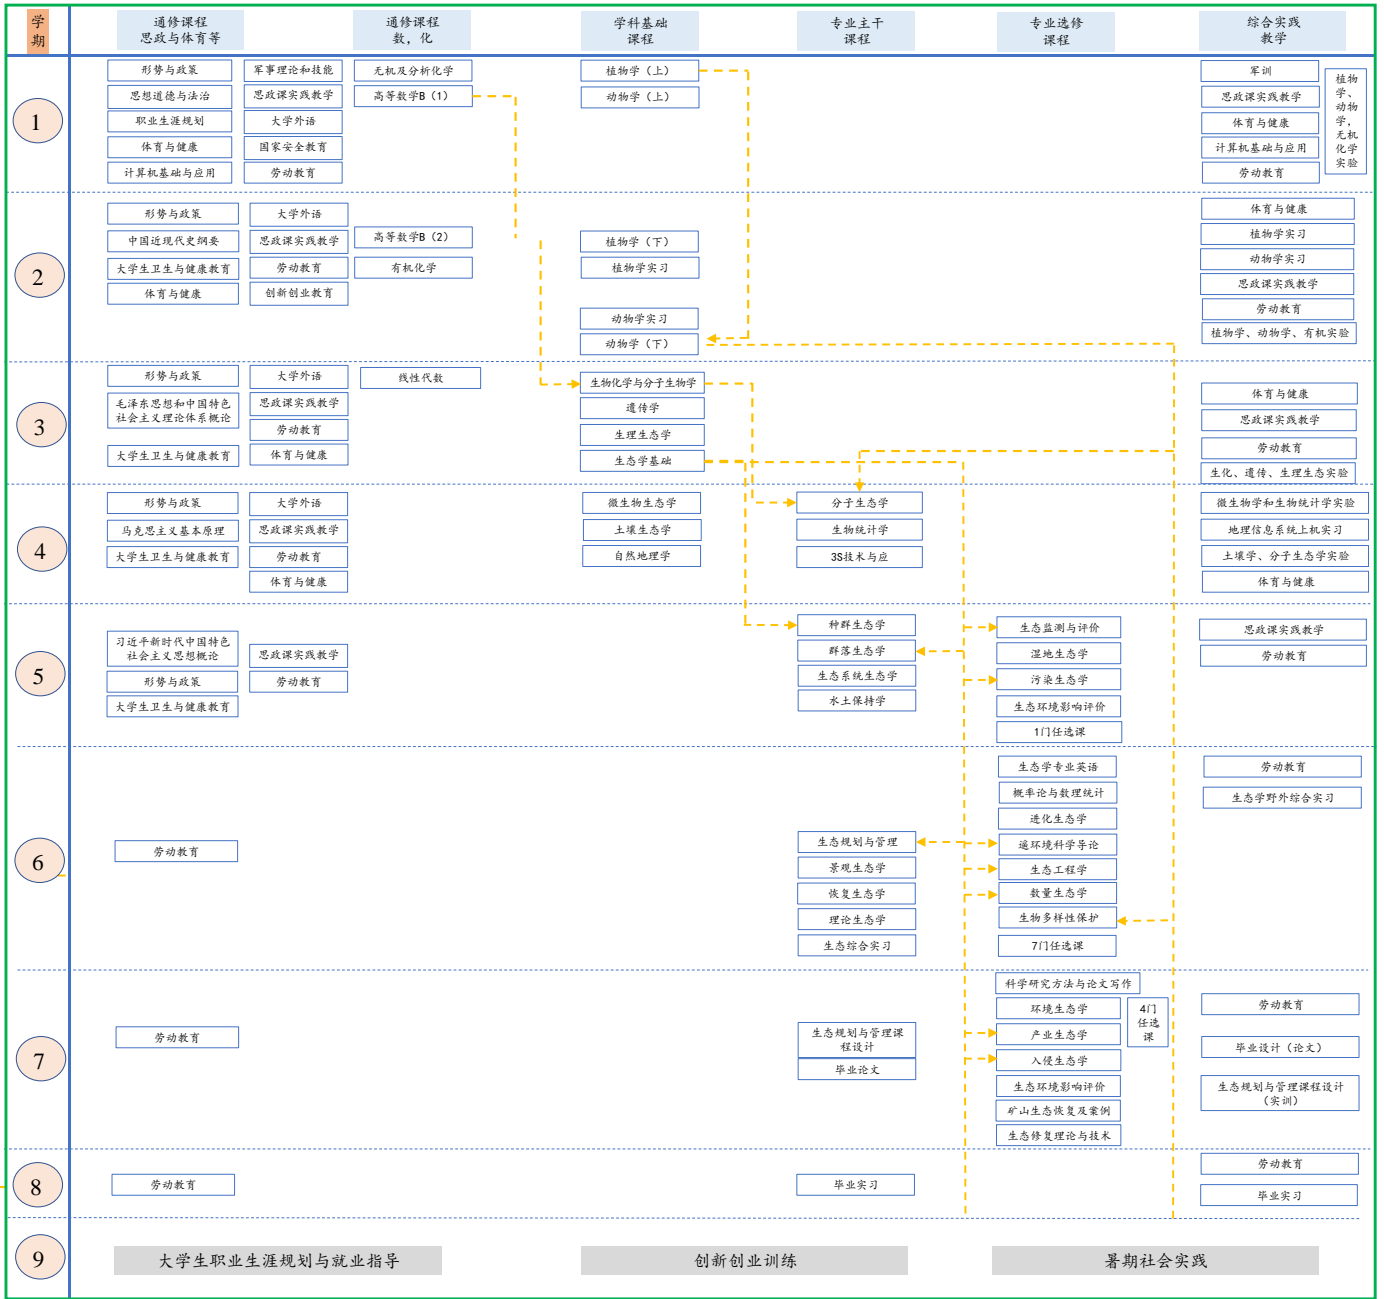 学
期
通修课程
思政与体育等
通修课程
数，化
学科基础
课程
专业主干
课程
专业选修
课程
综合实践
教学
1
形势与政策
思想道德与法治
职业生涯规划
体育与健康
计算机基础与应用
军事理论和技能
思政课实践教学
大学外语
国家安全教育
劳动教育
无机及分析化学
高等数学B（1）
植物学（上）
动物学（上）
军训
思政课实践教学
体育与健康
计算机基础与应用
劳动教育
植物
学、
动物
学，
无机
化学
实验
2
形势与政策
中国近现代史纲要
大学生卫生与健康教育
体育与健康
大学外语
思政课实践教学
劳动教育
创新创业教育
高等数学B（2）
有机化学
植物学（下）
植物学实习
动物学实习
动物学（下）
体育与健康
植物学实习
动物学实习
思政课实践教学
劳动教育
植物学、动物学、有机实验
3
形势与政策
毛泽东思想和中国特色
社会主义理论体系概论
大学生卫生与健康教育
大学外语
思政课实践教学
劳动教育
体育与健康
线性代数
生物化学与分子生物学
遗传学
生理生态学
生态学基础
体育与健康
思政课实践教学
劳动教育
生化、遗传、生理生态实验
4
形势与政策
马克思主义基本原理
大学生卫生与健康教育
大学外语
思政课实践教学
劳动教育
体育与健康
微生物生态学
土壤生态学
自然地理学
分子生态学
生物统计学
3S技术与应
微生物学和生物统计学实验
地理信息系统上机实习
土壤学、分子生态学实验
体育与健康
5
习近平新时代中国特色
社会主义思想概论
形势与政策
大学生卫生与健康教育
思政课实践教学
劳动教育
种群生态学
群落生态学
生态系统生态学
水土保持学
生态监测与评价
湿地生态学
污染生态学
生态环境影响评价
1门任选课
思政课实践教学
劳动教育
6
劳动教育
生态规划与管理
景观生态学
恢复生态学
理论生态学
生态综合实习
生态学专业英语
概率论与数理统计
进化生态学
遥环境科学导论
生态工程学
数量生态学
生物多样性保护
7门任选课
劳动教育
生态学野外综合实习
7
劳动教育
生态规划与管理课
程设计
毕业论文
科学研究方法与论文写作
环境生态学
产业生态学
入侵生态学
生态环境影响评价
矿山生态恢复及案例
生态修复理论与技术
4门
任选
课
劳动教育
毕业设计（论文）
生态规划与管理课程设计
（实训）
8
劳动教育
毕业实习
劳动教育
毕业实习
9
大学生职业生涯规划与就业指导
创新创业训练
暑期社会实践